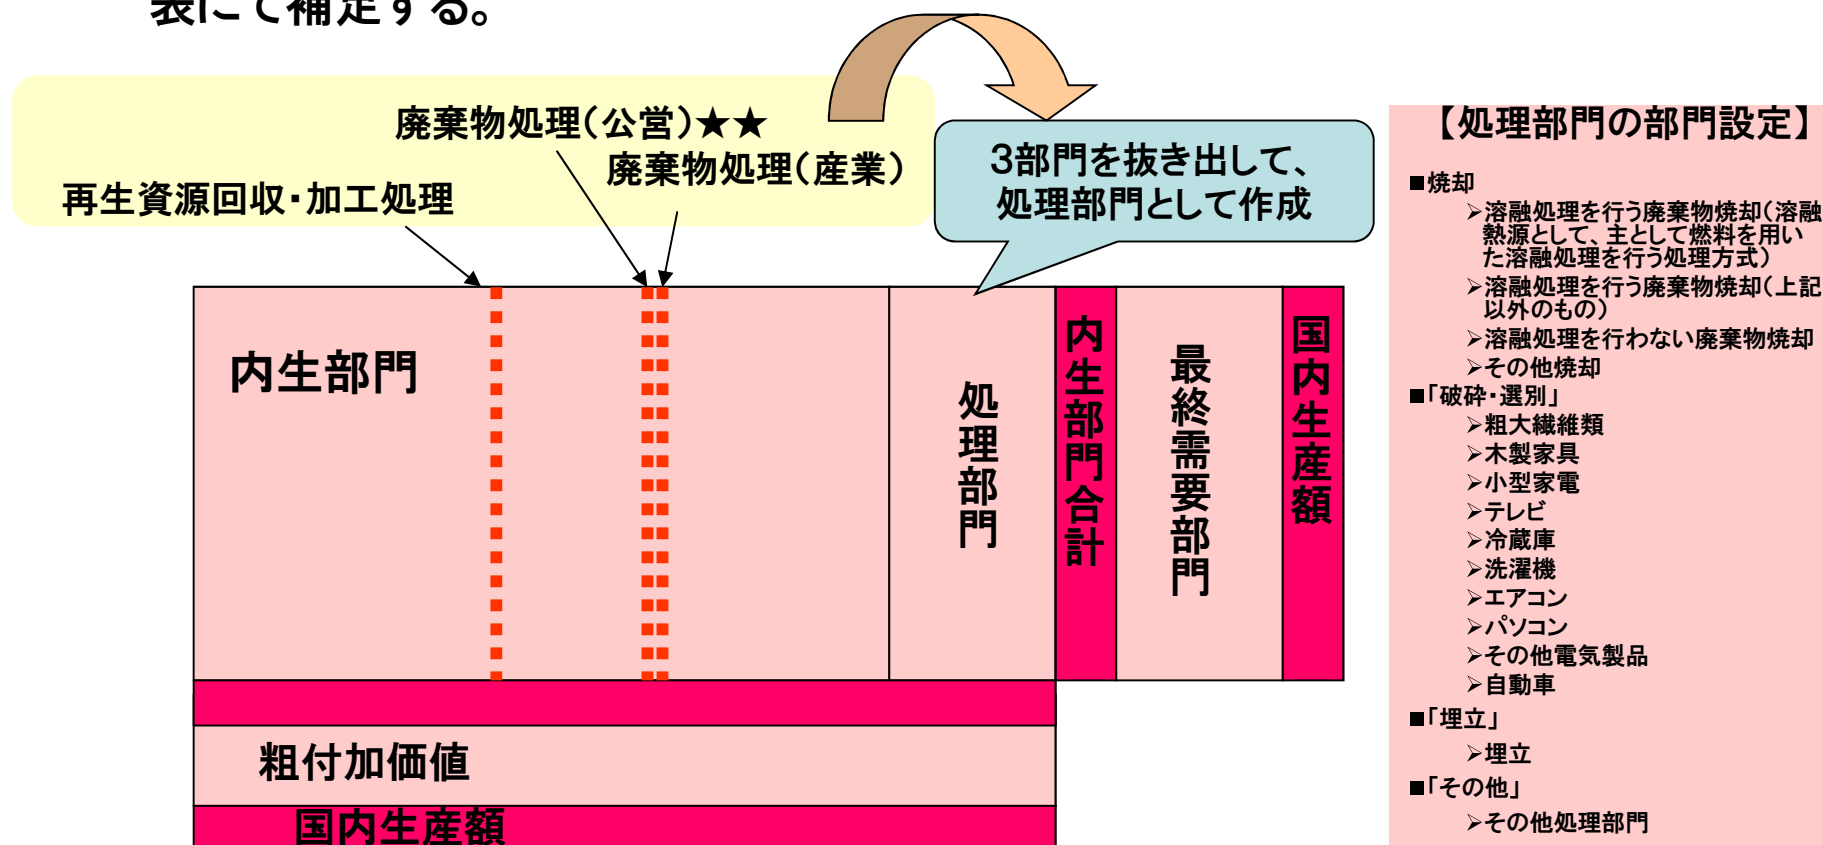 表にて補足する。
廃棄物処理(公営)★★
廃棄物処理(産業)
再生資源回収・加工処理
3部門を抜き出して、
処理部門として作成
内生部門
処理部門
内生部門合計
最終需要部門
国内生産額
粗付加価値
国内生産額
【処理部門の部門設定】
■焼却
➢溶融処理を行う廃棄物焼却(溶融
熱源として、主として燃料を用い
た溶融処理を行う処理方式)
➢溶融処理を行う廃棄物焼却(上記
以外のもの)
➢溶融処理を行わない廃棄物焼却
➢その他焼却
■「破砕・選別」
➢粗大繊維類
➢木製家具
➢小型家電
➢テレビ
➢冷蔵庫
➢洗濯機
➢エアコン
➢パソコン
➢その他電気製品
➢自動車
■「埋立」
➢埋立
■「その他」
➢その他処理部門